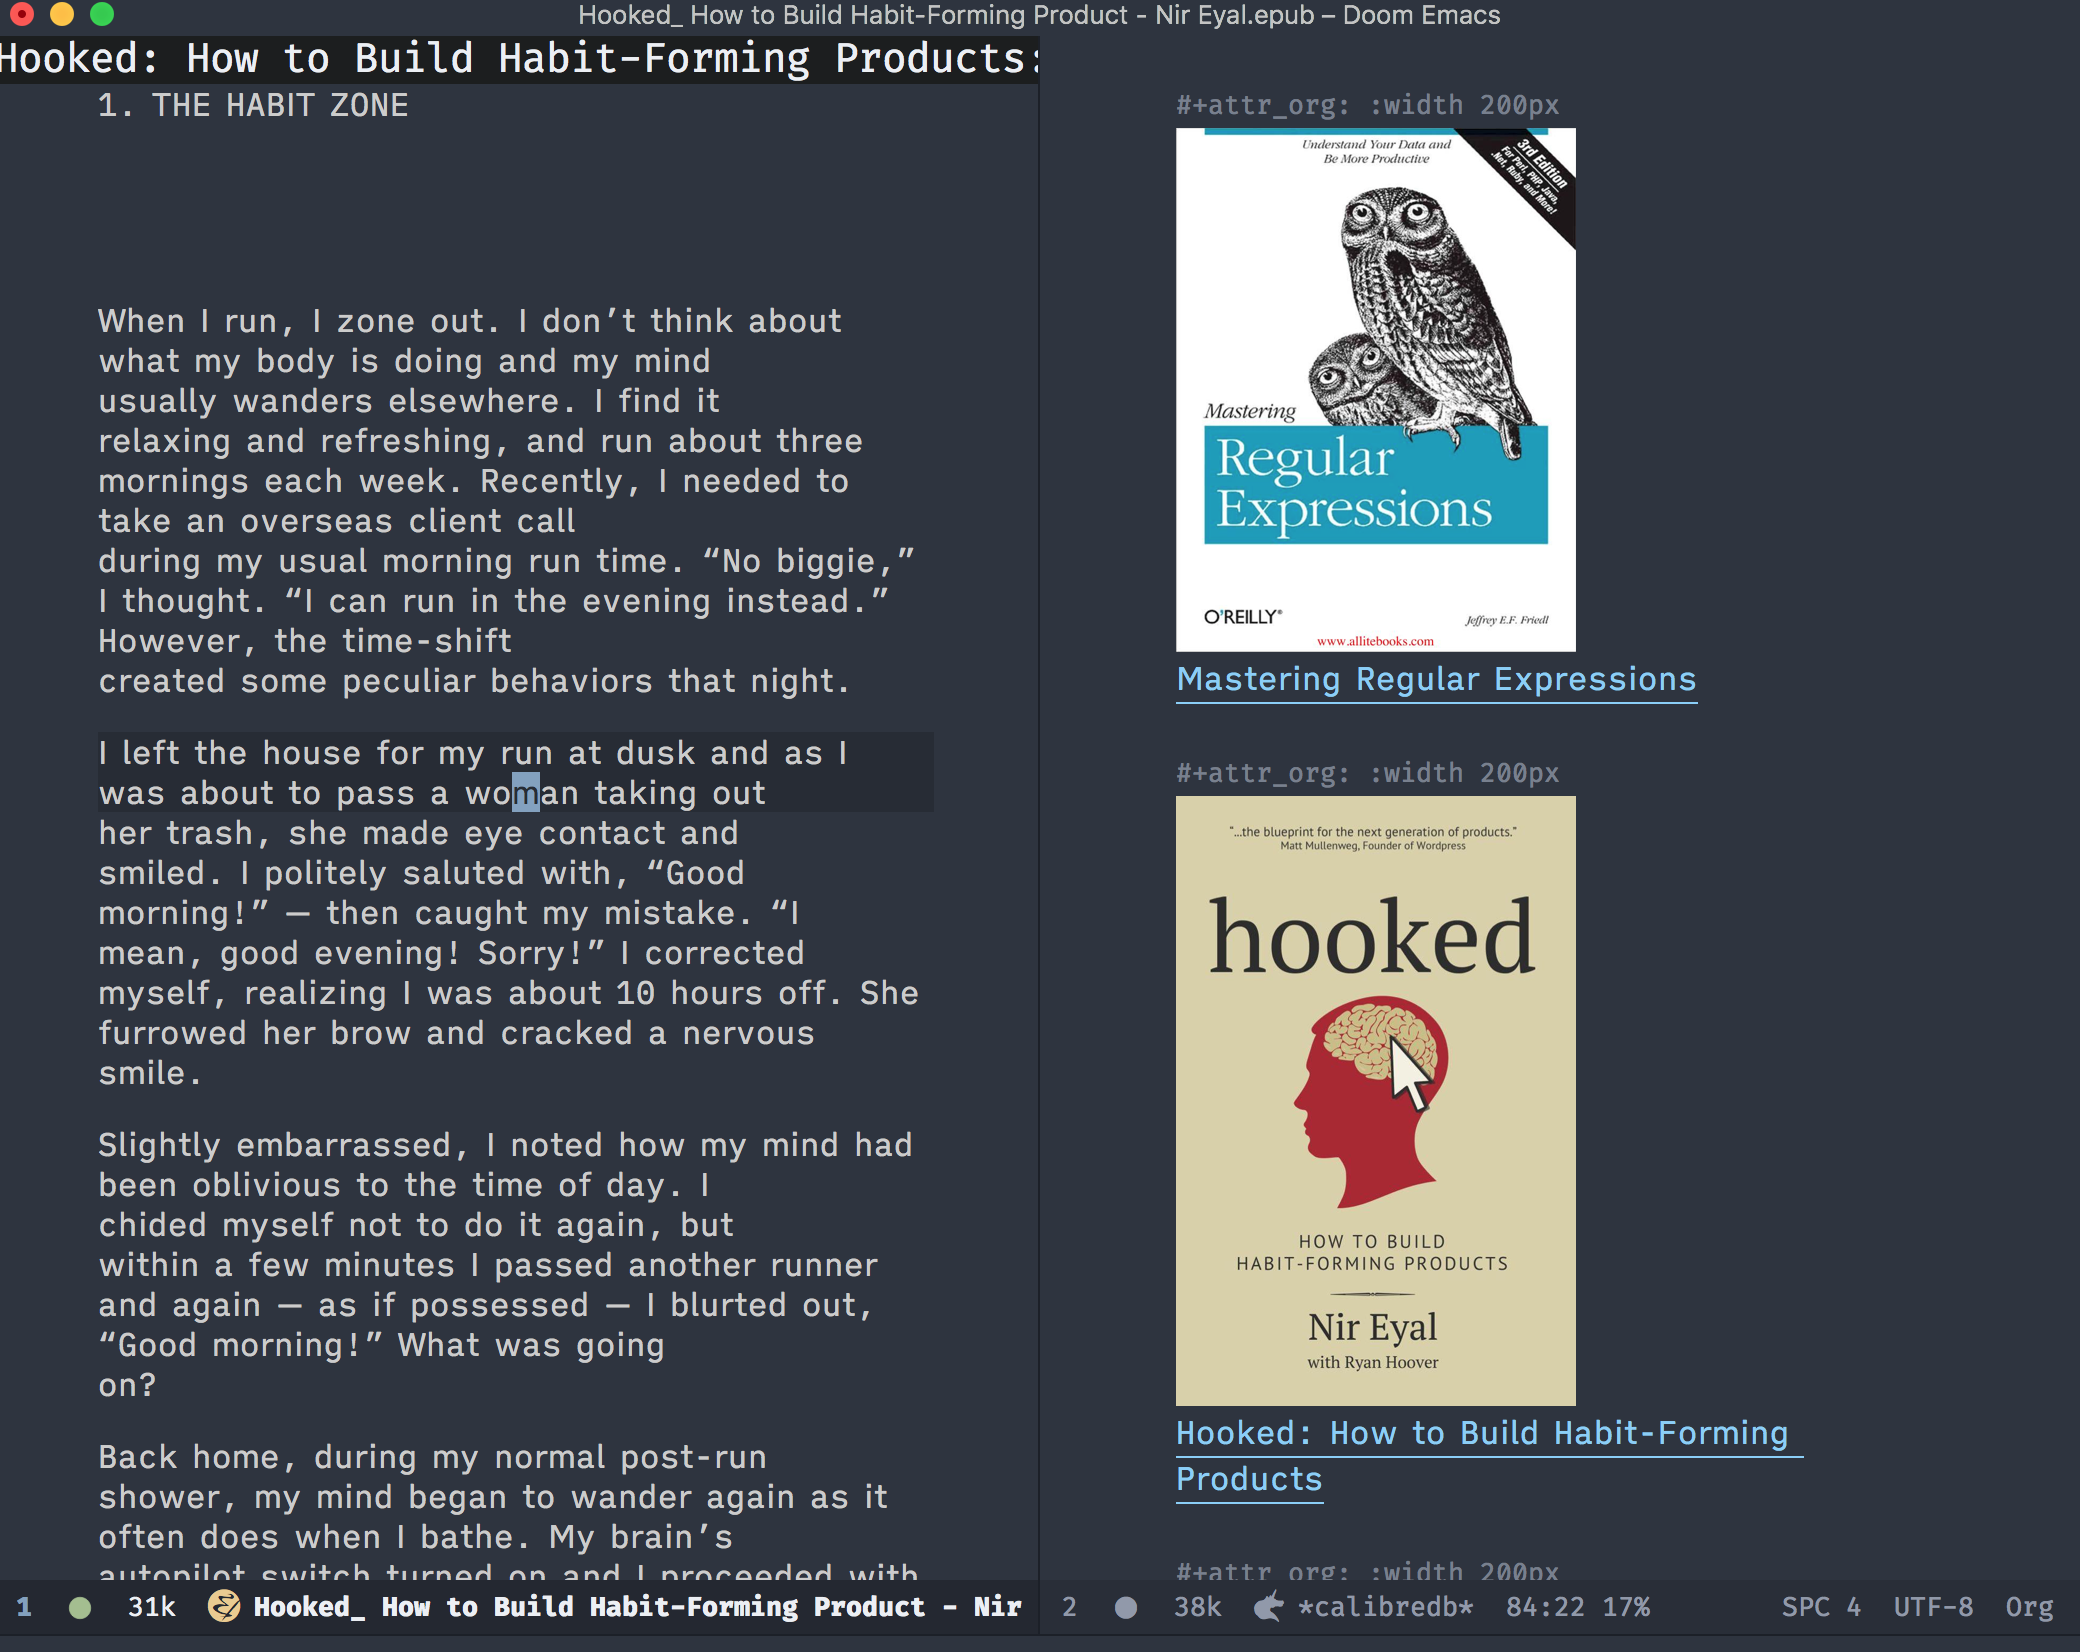 Hooked_ How to Build Habit-Forming Product - Nir Eyal.epub – Doom Emacs
Hooked: How to Build Habit-Forming Products:
1. THE HABIT ZONE
When I run, I zone out. I don’t think about
what my body is doing and my mind
usually wanders elsewhere. I find it
relaxing and refreshing, and run about three
mornings each week. Recently, I needed to
take an overseas client call
during my usual morning run time. “No biggie,”
I thought. “I can run in the evening instead.”
However, the time-shift
created some peculiar behaviors that night.
I left the house for my run at dusk and as I
was about to pass a woman taking out
her trash, she made eye contact and
smiled. I politely saluted with, “Good
morning!” — then caught my mistake. “I
mean, good evening! Sorry!” I corrected
myself, realizing I was about 10 hours off. She
furrowed her brow and cracked a nervous
smile.
Slightly embarrassed, I noted how my mind had
been oblivious to the time of day. I
chided myself not to do it again, but
within a few minutes I passed another runner
and again — as if possessed — I blurted out,
“Good morning!” What was going
on?
Back home, during my normal post-run
shower, my mind began to wander again as it
often does when I bathe. My brain’s
autopilot switch turned on and I proceeded with
1 31k Hooked_ How to Build Habit-Forming Product - Nir
#+attr_org: :width 200px
Understand Your Data and
Be More Productive
3rd Edition
For Perl, PHP, Java,
.Net, Ruby, and More!
Mastering
Regular
Expressions
O'REILLY®
Jeffrey E.F. Friedl
www.allitebooks.com
Mastering Regular Expressions
#+attr_org: :width 200px
"...the blueprint for the next generation of products."
Matt Mullenweg, Founder of Wordpress
hooked
HOW TO BUILD
HABIT-FORMING PRODUCTS
Nir Eyal
with Ryan Hoover
Hooked: How to Build Habit-Forming
Products
#+attr_org: :width 200px
2 38k *calibredb* 84:22 17% SPC 4 UTF-8 Org